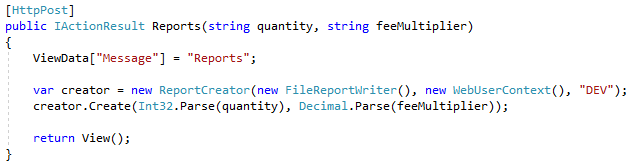 [HttpPost]
public IActionResult Reports(string quantity, string feeMultiplier)
{
    ViewData["Message"] = "Reports";
    var creator = new ReportCreator(new FileReportWriter(), new WebUserContext(), "DEV");
    creator.Create(Int32.Parse(quantity), Decimal.Parse(feeMultiplier));
    return View();
}